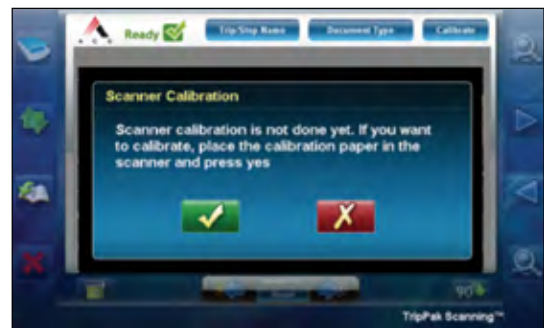 Ready
Trip/Stop Name
Document Type
Calibrate
Scanner Calibration
Scanner calibration is not done yet. If you want
to calibrate, place the calibration paper in the
scanner and press yes
90
TripPak Scanning™